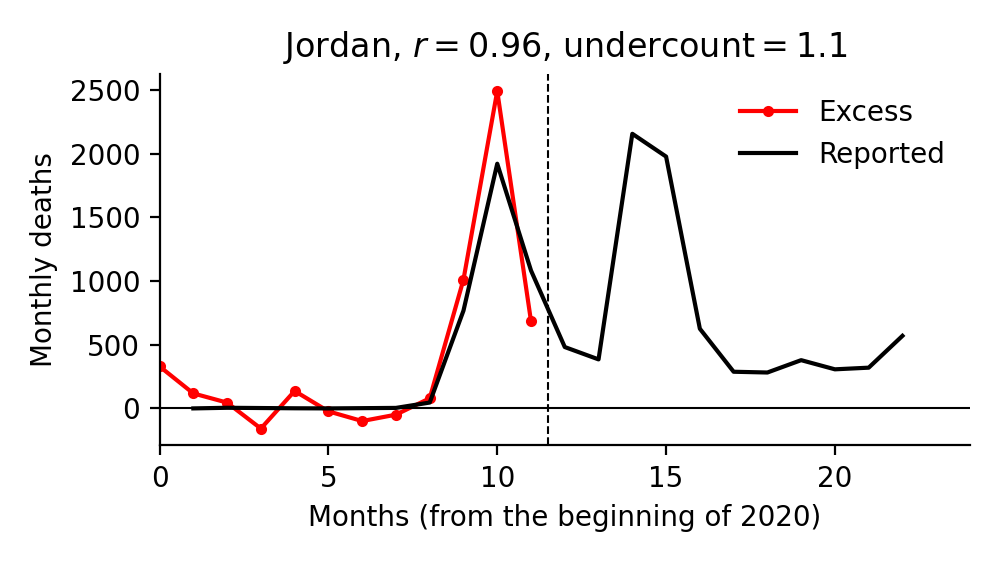 Jordan, r = 0.96, undercount = 1.1
Excess
Reported
Monthly deaths
2500
2000
1500
1000
500
0
0 5 10 15 20
Months (from the beginning of 2020)